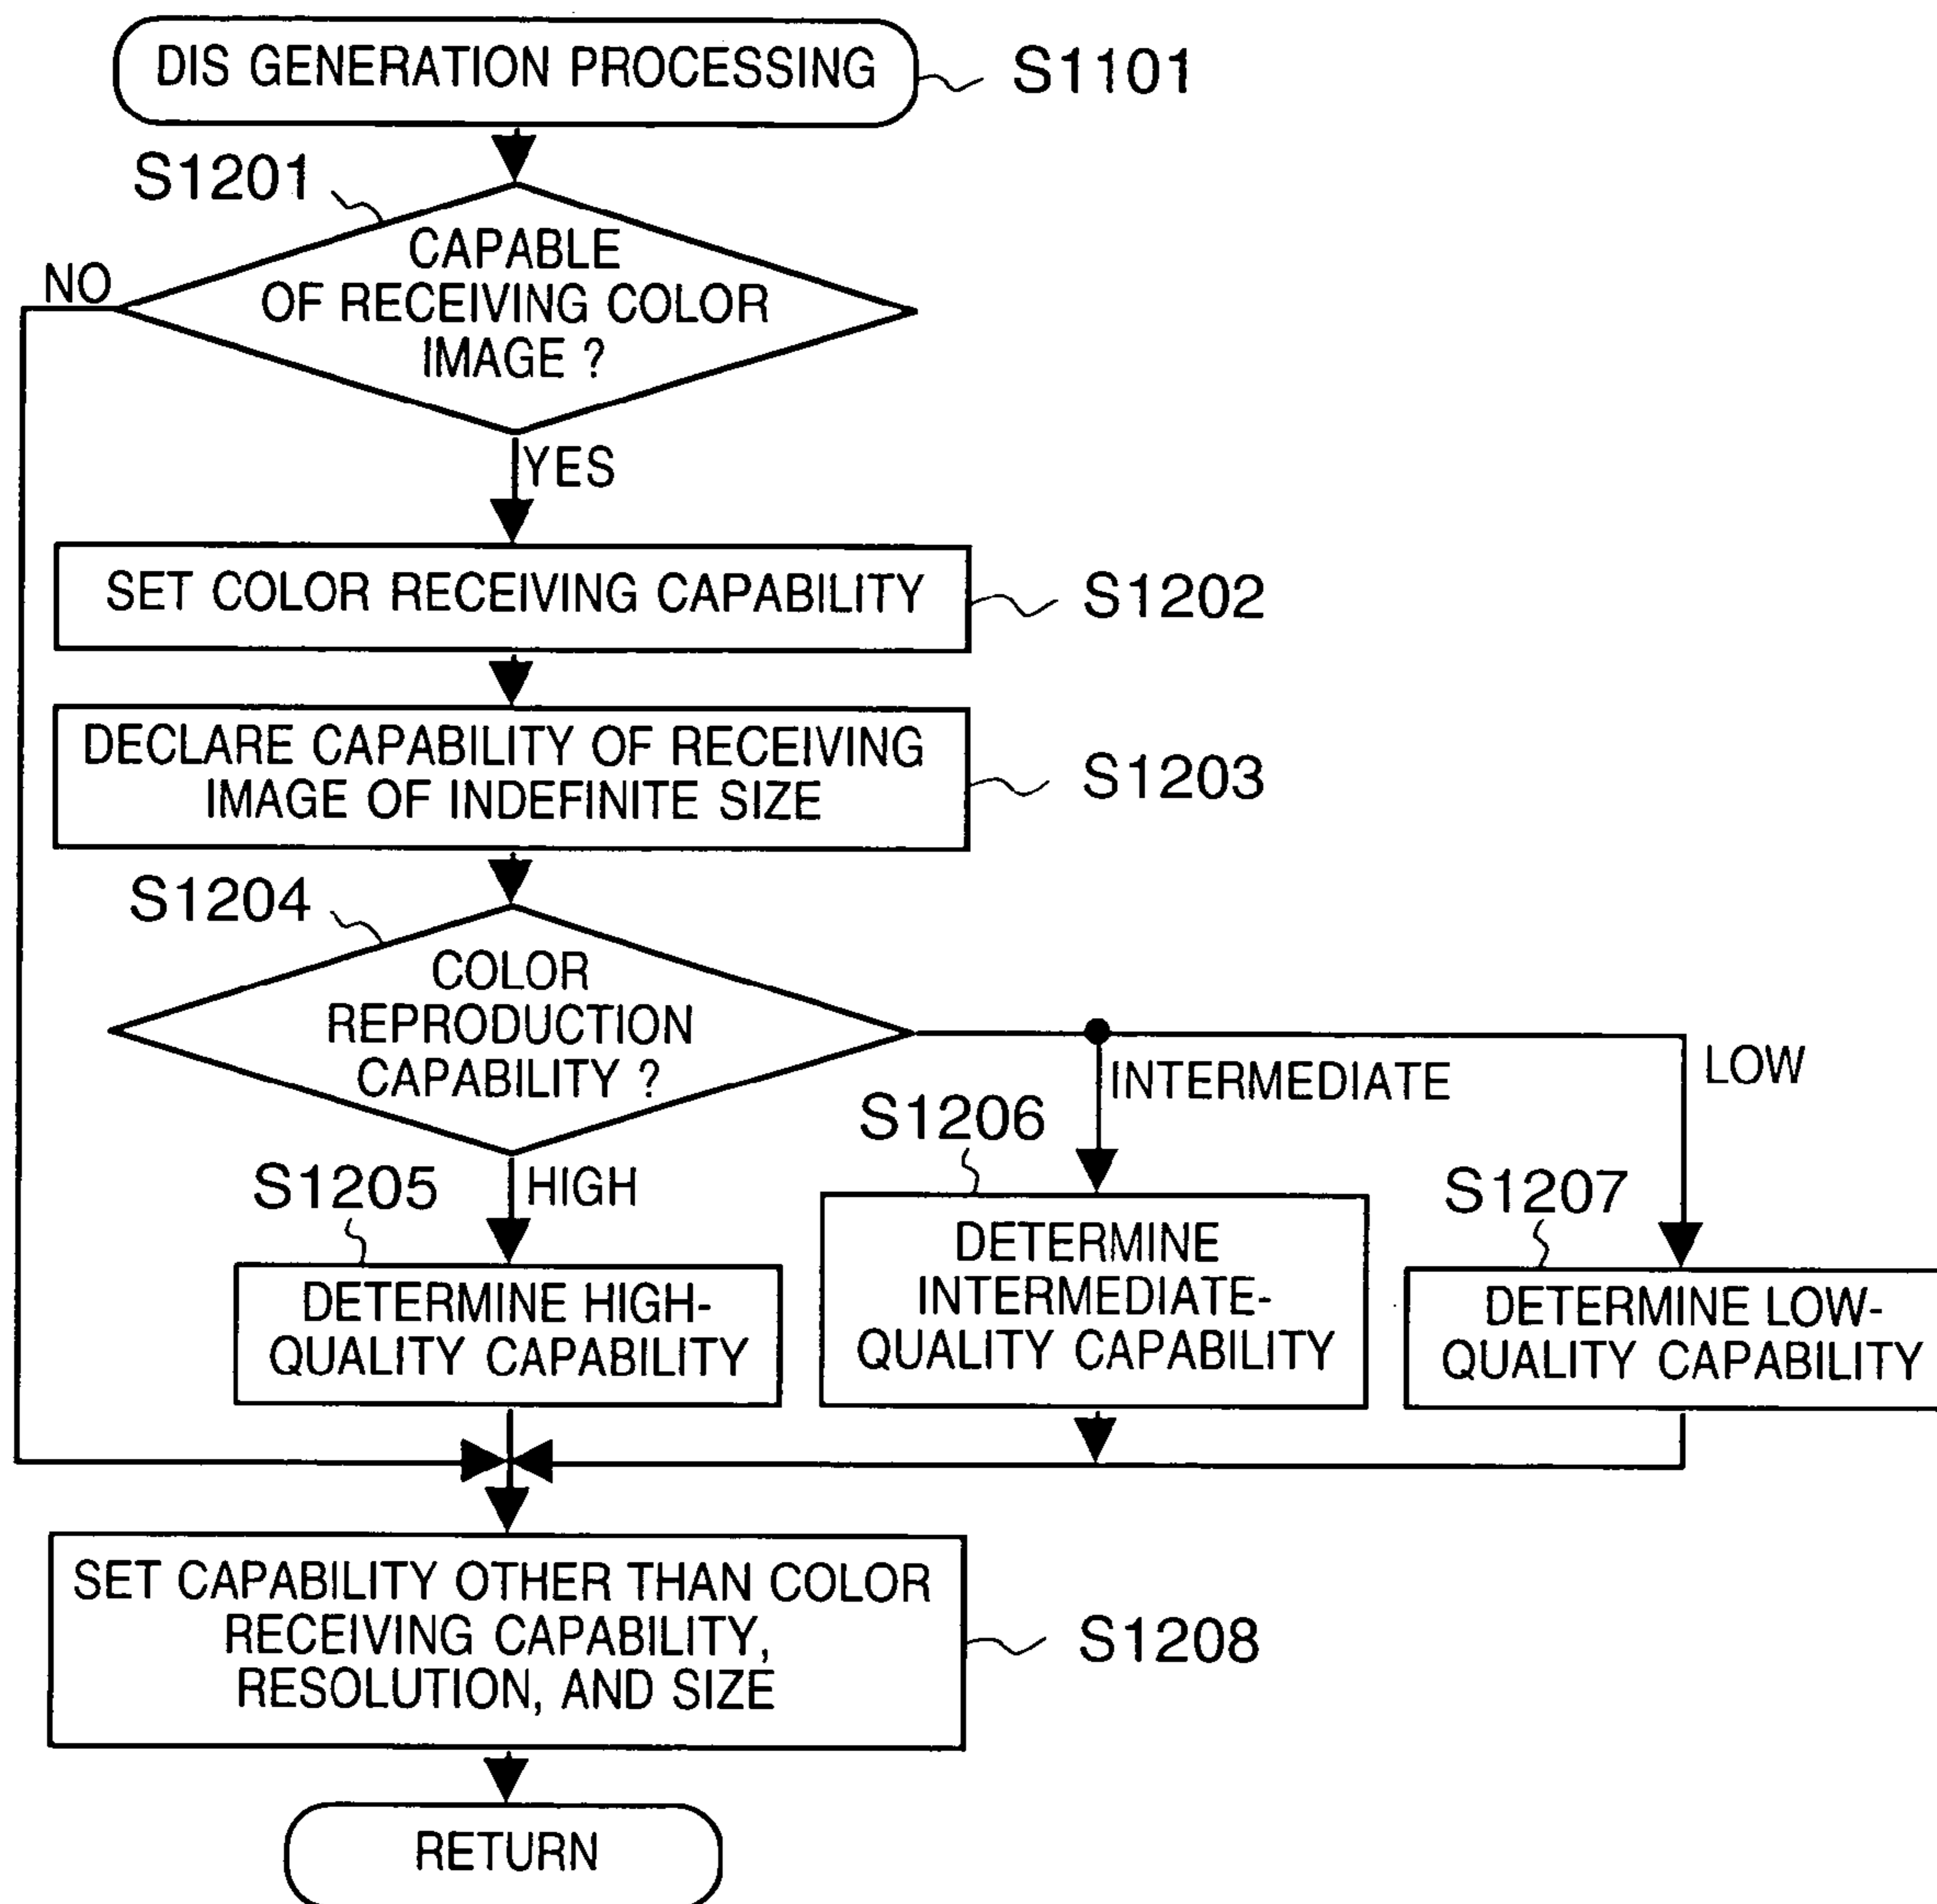 DIS GENERATION PROCESSING
S1101
S1201
CAPABLE
OF RECEIVING COLOR
IMAGE ?
NO
YES
SET COLOR RECEIVING CAPABILITY
S1202
DECLARE CAPABILITY OF RECEIVING
IMAGE OF INDEFINITE SIZE
S1203
S1204
COLOR
REPRODUCTION
CAPABILITY ?
INTERMEDIATE
LOW
HIGH
S1205
DETERMINE HIGH-
QUALITY CAPABILITY
S1206
DETERMINE
INTERMEDIATE-
QUALITY CAPABILITY
S1207
DETERMINE LOW-
QUALITY CAPABILITY
SET CAPABILITY OTHER THAN COLOR
RECEIVING CAPABILITY,
RESOLUTION, AND SIZE
S1208
RETURN